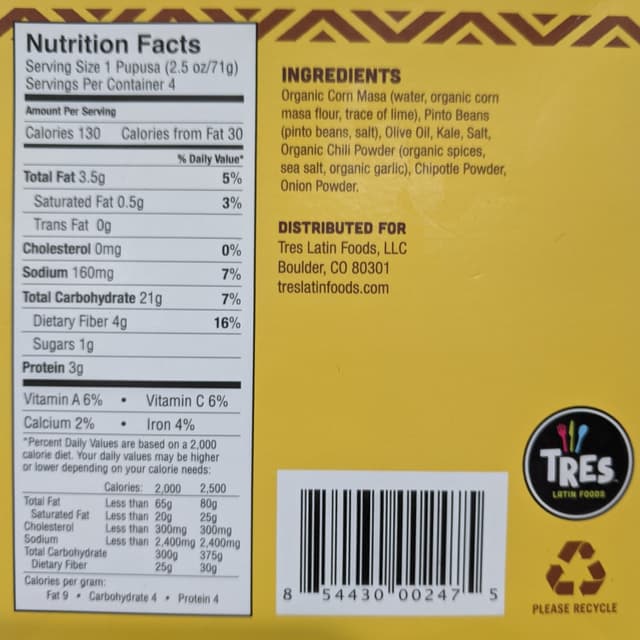 Nutrition Facts
Serving Size 1 Pupusa (2.5 oz/71g)
Servings Per Container 4
Amount Per Serving
Calories 130 Calories from Fat 30
% Daily Value*
Total Fat 3.5g 5%
Saturated Fat 0.5g 3%
Trans Fat 0g
Cholesterol 0mg 0%
Sodium 160mg 7%
Total Carbohydrate 21g 7%
Dietary Fiber 4g 16%
Sugars 1g
Protein 3g
Vitamin A 6% • Vitamin C 6%
Calcium 2% • Iron 4%
*Percent Daily Values are based on a 2,000
calorie diet. Your daily values may be higher
or lower depending on your calorie needs:
Calories: 2,000 2,500
Total Fat Less than 65g 80g
Saturated Fat Less than 20g 25g
Cholesterol Less than 300mg 300mg
Sodium Less than 2,400mg 2,400mg
Total Carbohydrate 300g 375g
Dietary Fiber 25g 30g
Calories per gram:
Fat 9 • Carbohydrate 4 • Protein 4
INGREDIENTS
Organic Corn Masa (water, organic corn
masa flour, trace of lime), Pinto Beans
(pinto beans, salt), Olive Oil, Kale, Salt,
Organic Chili Powder (organic spices,
sea salt, organic garlic), Chipotle Powder,
Onion Powder.
DISTRIBUTED FOR
Tres Latin Foods, LLC
Boulder, CO 80301
treslatinfoods.com
8 54430 00247 5
TRES
LATIN FOODS
PLEASE RECYCLE